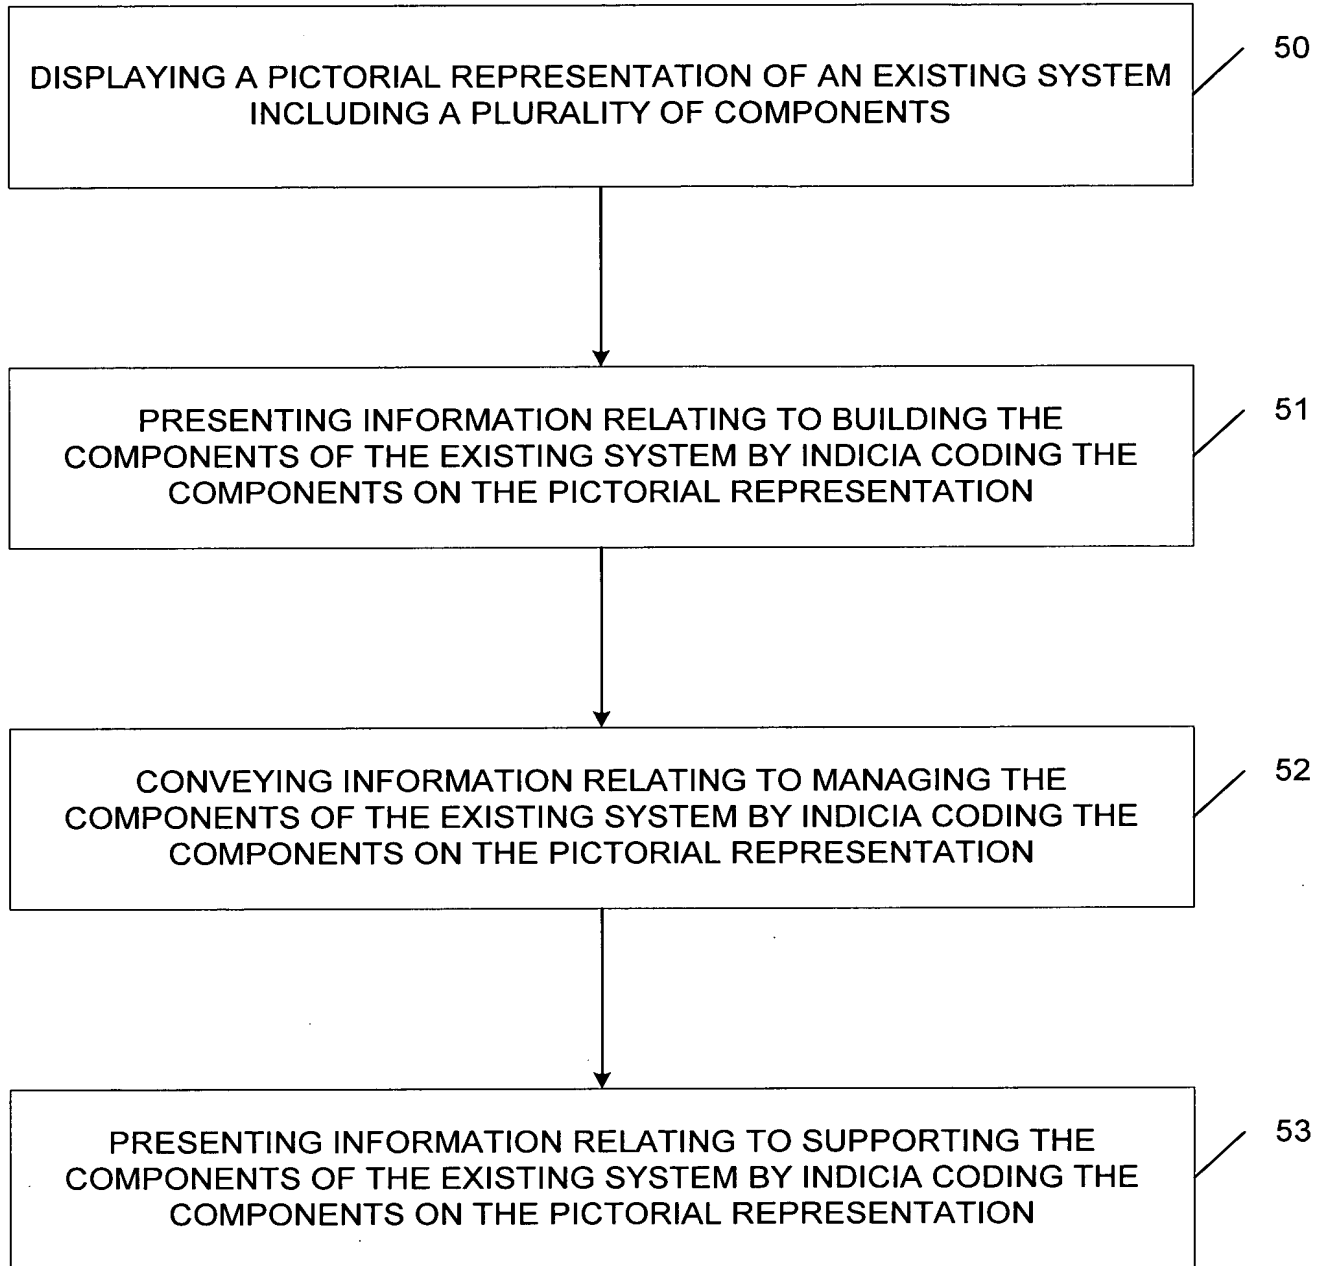 DISPLAYING A PICTORIAL REPRESENTATION OF AN EXISTING SYSTEM
INCLUDING A PLURALITY OF COMPONENTS
50
PRESENTING INFORMATION RELATING TO BUILDING THE
COMPONENTS OF THE EXISTING SYSTEM BY INDICIA CODING THE
COMPONENTS ON THE PICTORIAL REPRESENTATION
51
CONVEYING INFORMATION RELATING TO MANAGING THE
COMPONENTS OF THE EXISTING SYSTEM BY INDICIA CODING THE
COMPONENTS ON THE PICTORIAL REPRESENTATION
52
PRESENTING INFORMATION RELATING TO SUPPORTING THE
COMPONENTS OF THE EXISTING SYSTEM BY INDICIA CODING THE
COMPONENTS ON THE PICTORIAL REPRESENTATION
53